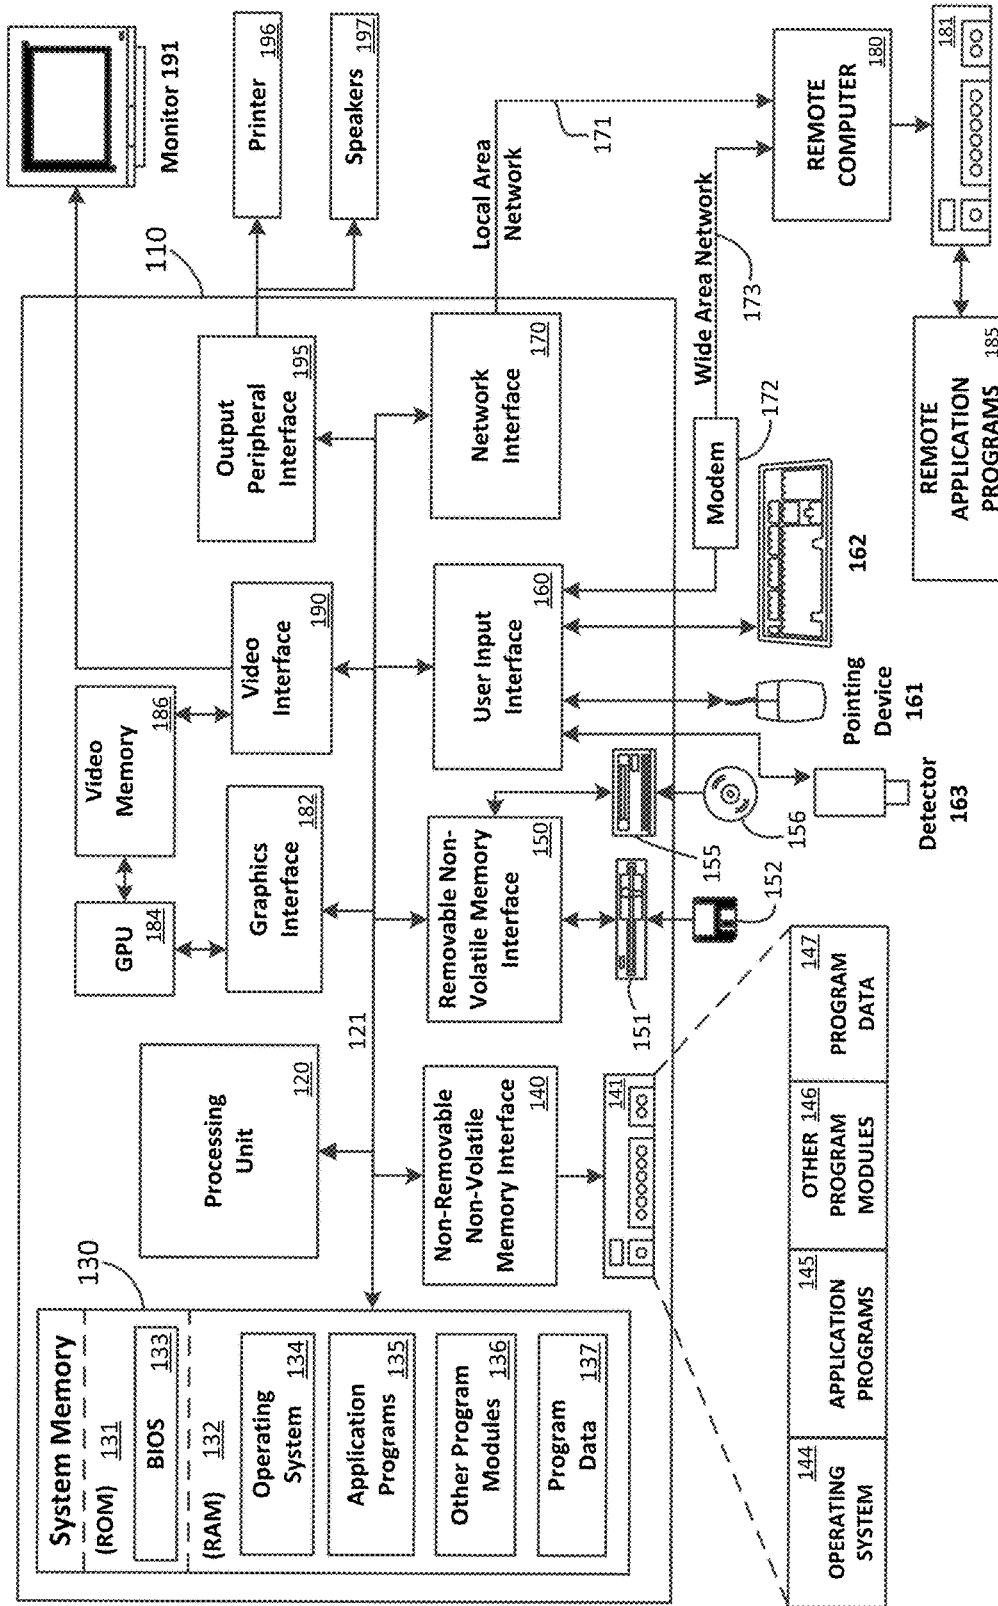 System Memory
130
(ROM) 131
BIOS 133
(RAM) 132
Operating
System 134
Application
Programs 135
Other Program
Modules 136
Program
Data 137
Processing
Unit
120
121
GPU
184
Video
Memory
186
Graphics
Interface
182
Video
Interface
190
Output
Peripheral
Interface
195
110
Monitor 191
Printer
196
Speakers
197
Non-Removable
Non-Volatile
Memory Interface
140
Removable Non-
Volatile Memory
Interface
150
User Input
Interface
160
Network
Interface
170
Local Area
Network
171
141
151
152
155
156
Detector
163
Pointing
Device
161
162
Modem
172
Wide Area Network
173
REMOTE
COMPUTER
180
181
REMOTE
APPLICATION
PROGRAMS
185
OPERATING
SYSTEM
144
APPLICATION
PROGRAMS
145
OTHER
PROGRAM
MODULES
146
PROGRAM
DATA
147